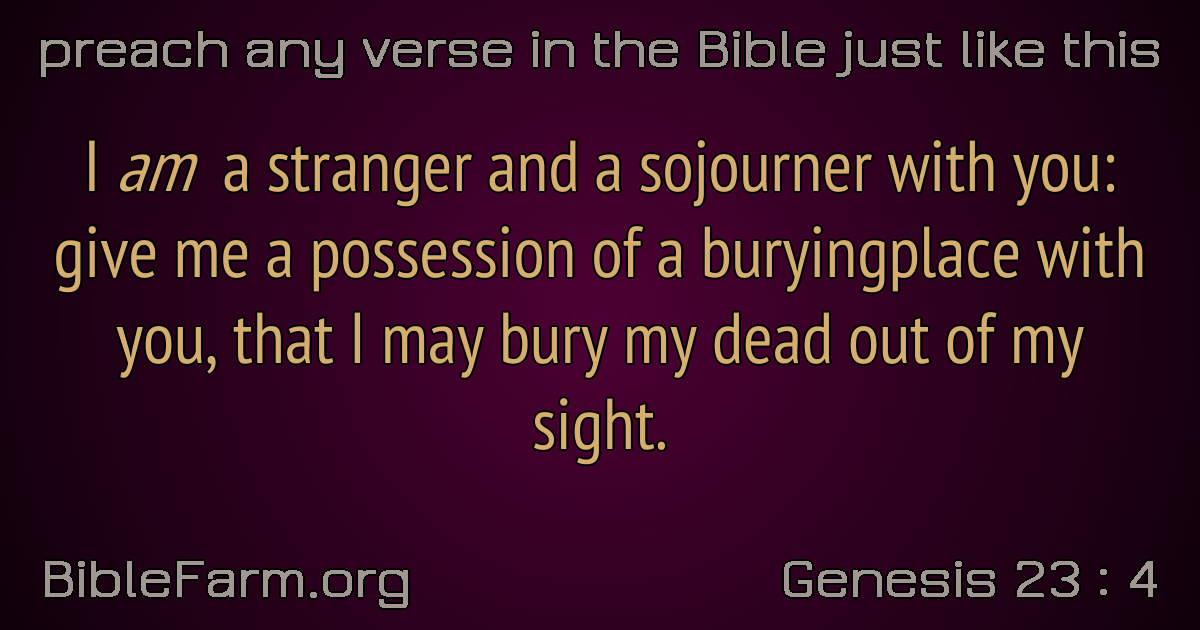 preach any verse in the Bible just like this
I am a stranger and a sojourner with you:
give me a possession of a buryingplace with
you, that I may bury my dead out of my
sight.
BibleFarm.org
Genesis 23 : 4